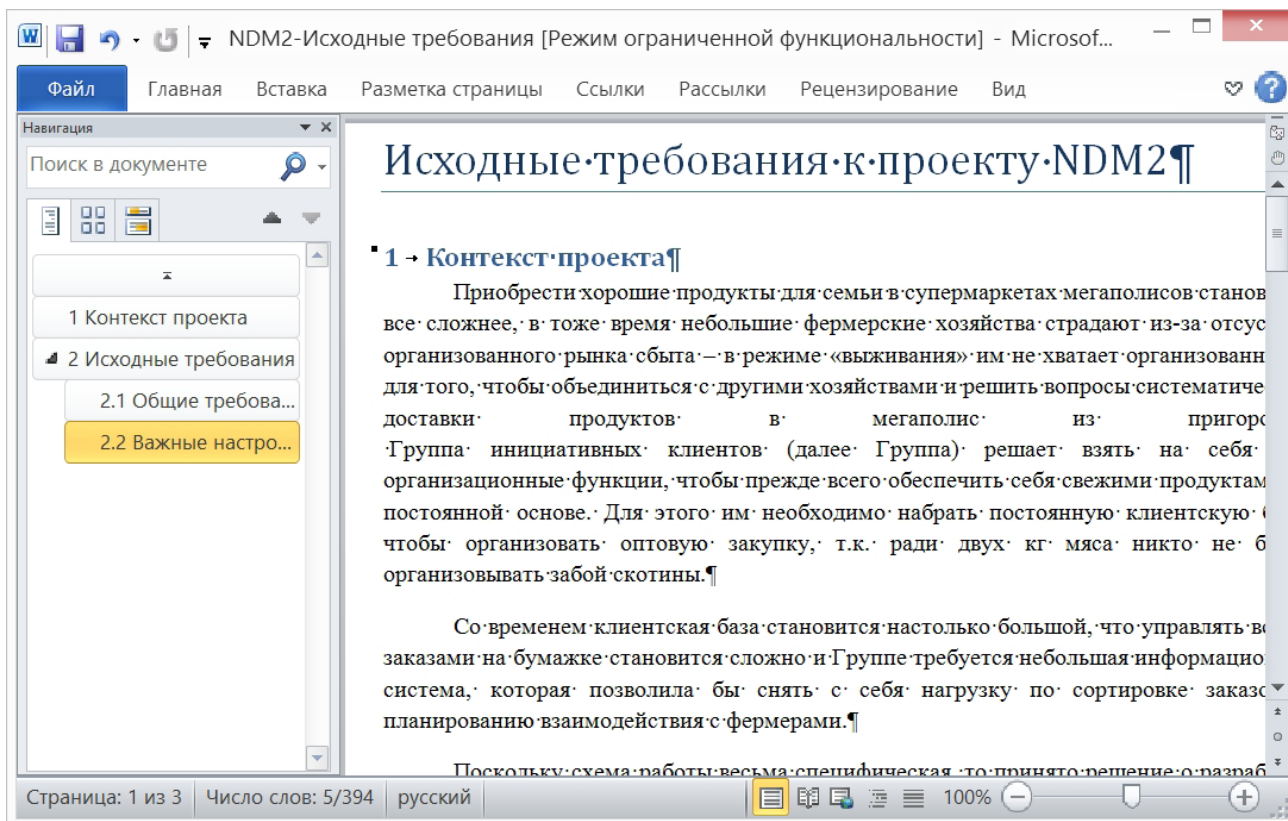 NDM2-Исходные требования [Режим ограниченной функциональности] - Microsof...
Файл Главная Вставка Разметка страницы Ссылки Рассылки Рецензирование Вид
Навигация
Поиск в документе
1 Контекст проекта
2 Исходные требования
2.1 Общие требова...
2.2 Важные настро...
Исходные·требования·к·проекту·NDM2¶
1 → Контекст·проекта¶
Приобрести·хорошие·продукты·для·семьи·в·супермаркетах·мегаполисов·станов
все· сложнее,· в· тоже· время· небольшие· фермерские· хозяйства· страдают· из-за· отсус
организованного· рынка· сбыта· –· в· режиме· «выживания»· им· не· хватает· организованн
для·того,·чтобы·объединиться·с·другими·хозяйствами·и·решить·вопросы·систематиче
доставки· продуктов· в· мегаполис· из· пригоро
·Группа· инициативных· клиентов· (далее· Группа)· решает· взять· на· себя·
организационные·функции,·чтобы·прежде·всего·обеспечить·себя·свежими·продуктам
постоянной· основе.· Для· этого· им· необходимо· набрать· постоянную· клиентскую·
чтобы· организовать· оптовую· закупку,· т.к.· ради· двух· кг· мяса· никто· не· б
организовывать·забой·скотины.¶
Со·временем·клиентская·база·становится·настолько·большой,·что·управлять·вс
заказами·на·бумажке·становится·сложно·и·Группе·требуется·небольшая·информацио
система,· которая· позволила· бы· снять· с· себя· нагрузку· по· сортировке· заказо
планированию·взаимодействия·с·фермерами.¶
Поскольку·схема·работы·весьма·специфическая,·то·принято·решение·о·разраб
Страница: 1 из 3 Число слов: 5/394 русский 100%